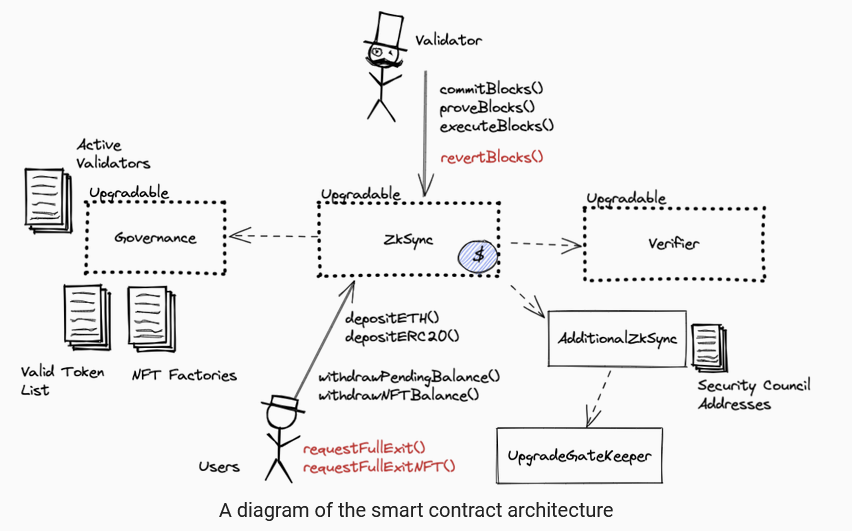 Validator
commitBlocks()
proveBlocks()
executeBlocks()
revertBlocks()
Active
Validators
Upgradable
Governance
Upgradable
ZkSync
$
Upgradable
Verifier
Valid Token
List
NFT Factories
depositETH()
depositERC20()
withdrawPendingBalance()
withdrawNFTBalance()
Users
requestFullExit()
requestFullExitNFT()
AdditionalZkSync
Security Council
Addresses
UpgradeGateKeeper
A diagram of the smart contract architecture